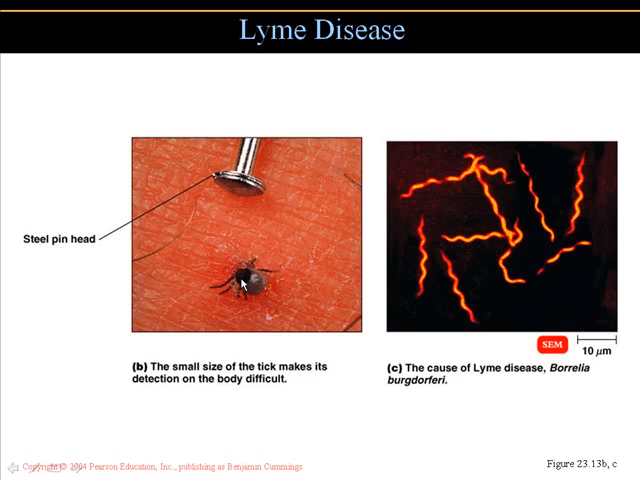 Lyme Disease
Steel pin head
SEM
10 µm
(b) The small size of the tick makes its
detection on the body difficult.
(c) The cause of Lyme disease, Borrelia
burgdorferi.
Copyright © 2004 Pearson Education, Inc., publishing as Benjamin Cummings
Figure 23.13b, c